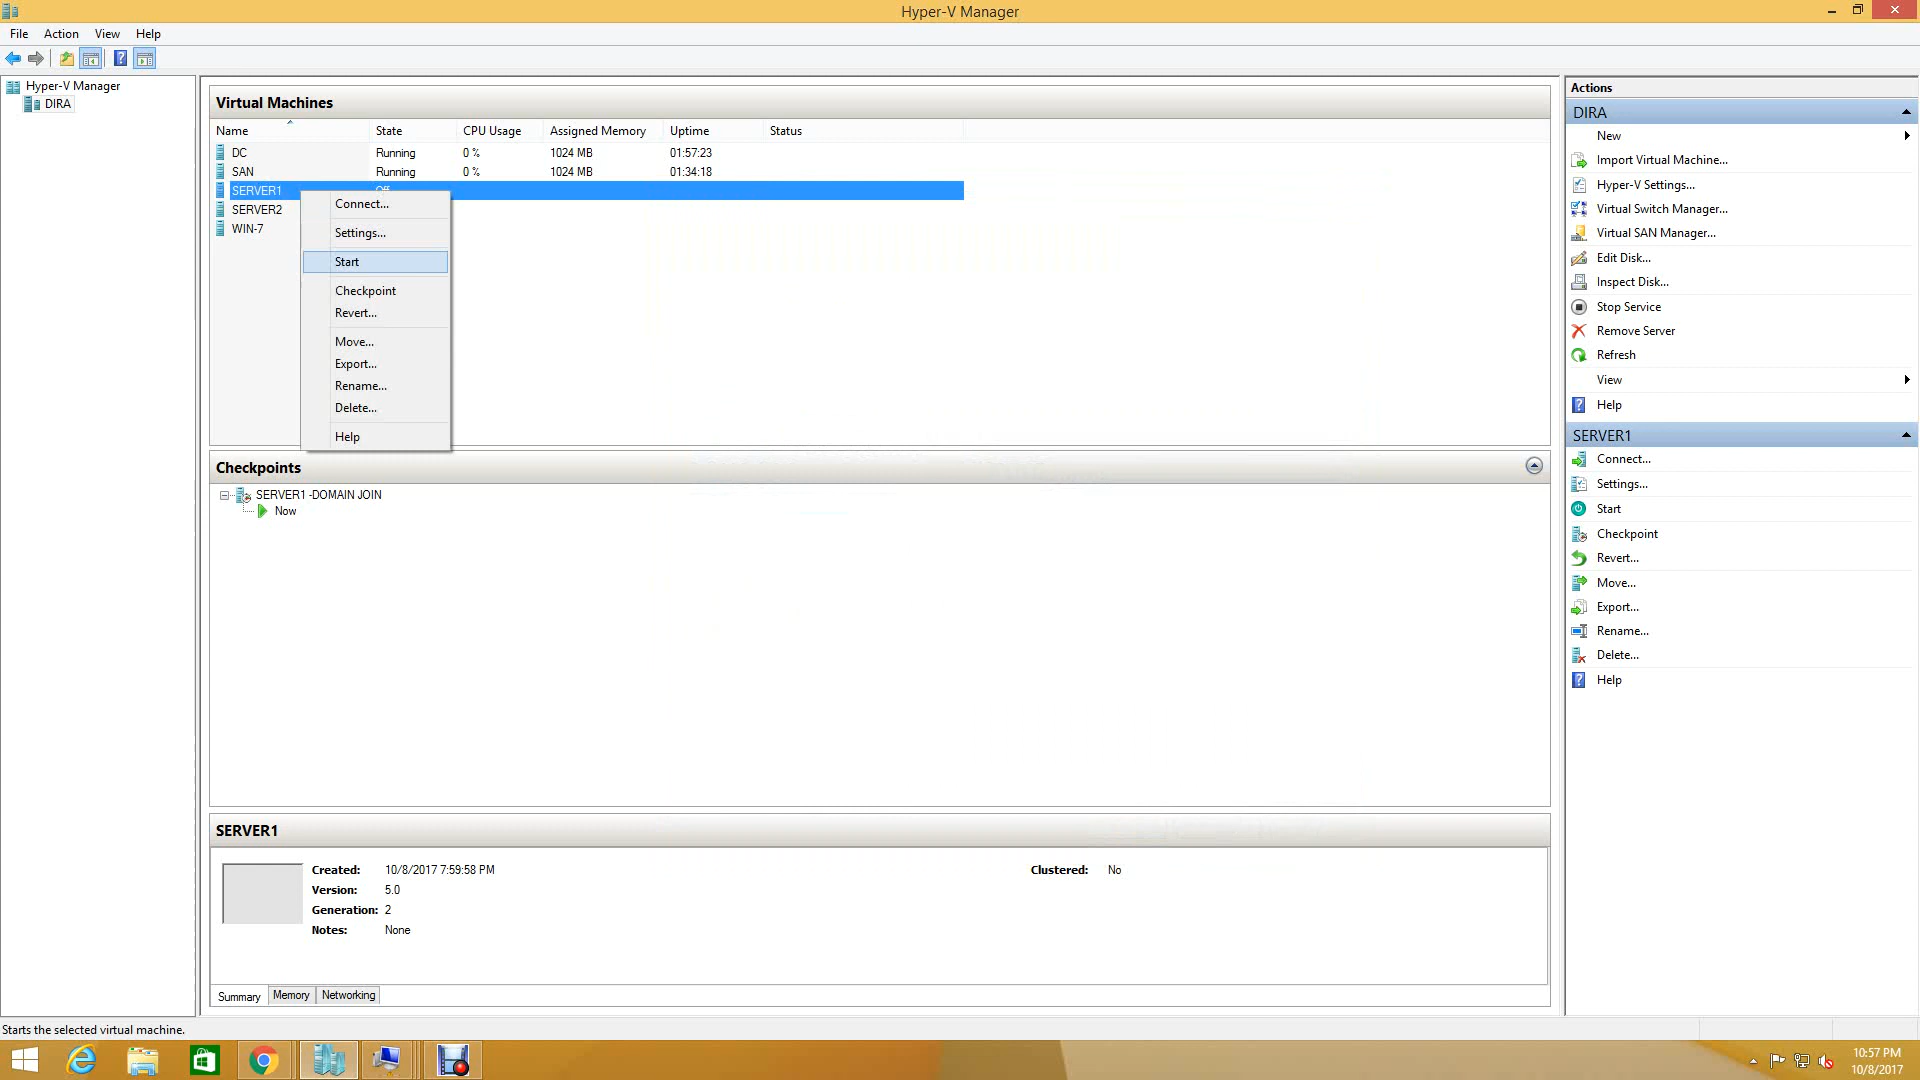 Hyper-V Manager
File Action View Help
Hyper-V Manager
DIRA
Virtual Machines
Name State CPU Usage Assigned Memory Uptime Status
DC Running 0 % 1024 MB 01:57:23
SAN Running 0 % 1024 MB 01:34:18
SERVER1 Off
SERVER2
WIN-7
Connect...
Settings...
Start
Checkpoint
Revert...
Move...
Export...
Rename...
Delete...
Help
Checkpoints
SERVER1 -DOMAIN JOIN
Now
SERVER1
Created: 10/8/2017 7:59:58 PM Clustered: No
Version: 5.0
Generation: 2
Notes: None
Summary Memory Networking
Actions
DIRA
New
Import Virtual Machine...
Hyper-V Settings...
Virtual Switch Manager...
Virtual SAN Manager...
Edit Disk...
Inspect Disk...
Stop Service
Remove Server
Refresh
View
Help
SERVER1
Connect...
Settings...
Start
Checkpoint
Revert...
Move...
Export...
Rename...
Delete...
Help
Starts the selected virtual machine.
10:57 PM
10/8/2017